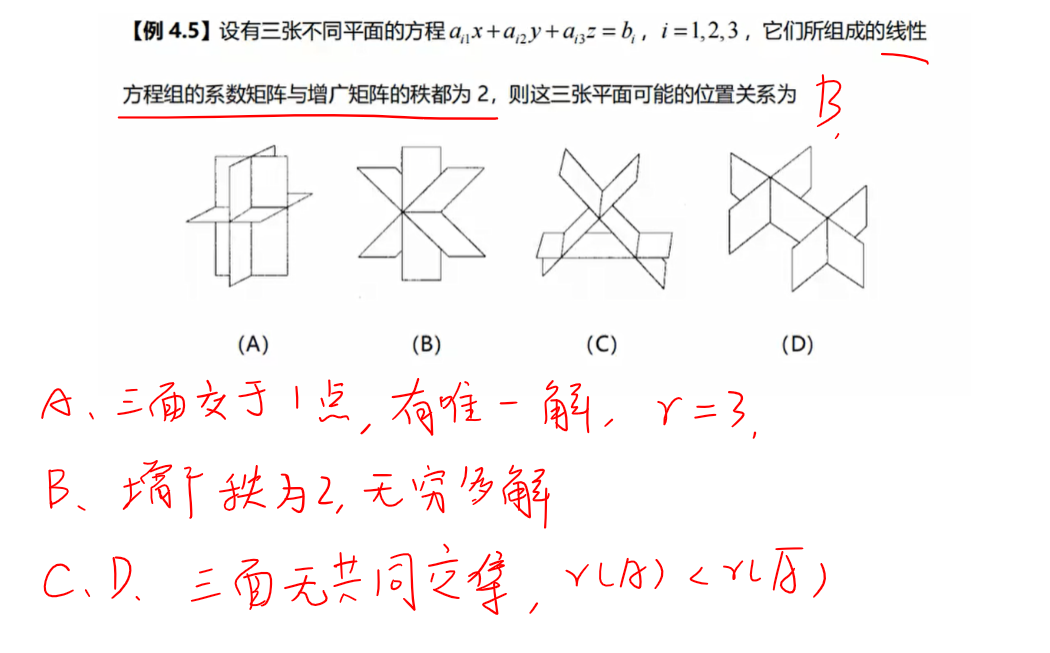 【例 4.5】设有三张不同平面的方程 $a_{i1}x+a_{i2}y+a_{i3}z=b_i$，$i=1,2,3$，它们所组成的线性
方程组的系数矩阵与增广矩阵的秩都为 2，则这三张平面可能的位置关系为 B.
(A) (B) (C) (D)
A、三面交于1点,有唯一解, r=3.
B、增广秩为2,无穷多解
C、D、三面无共同交集, r(A)<r(Ā)